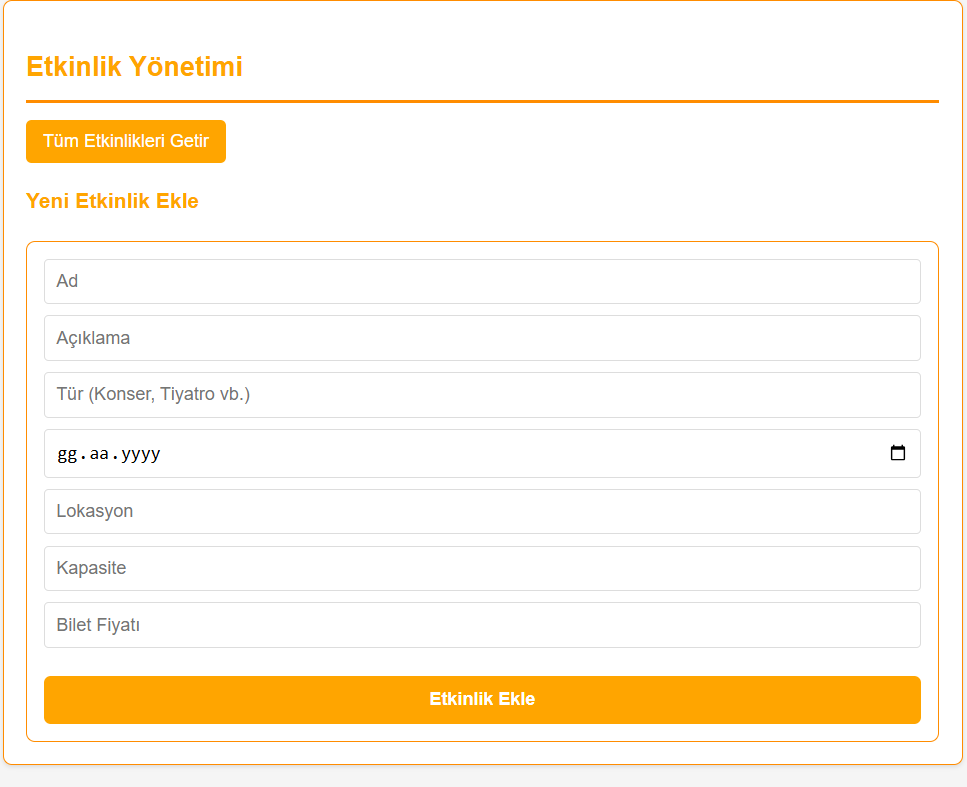 Etkinlik Yönetimi
Tüm Etkinlikleri Getir
Yeni Etkinlik Ekle
Ad
Açıklama
Tür (Konser, Tiyatro vb.)
gg.aa.yyyy
Lokasyon
Kapasite
Bilet Fiyatı
Etkinlik Ekle